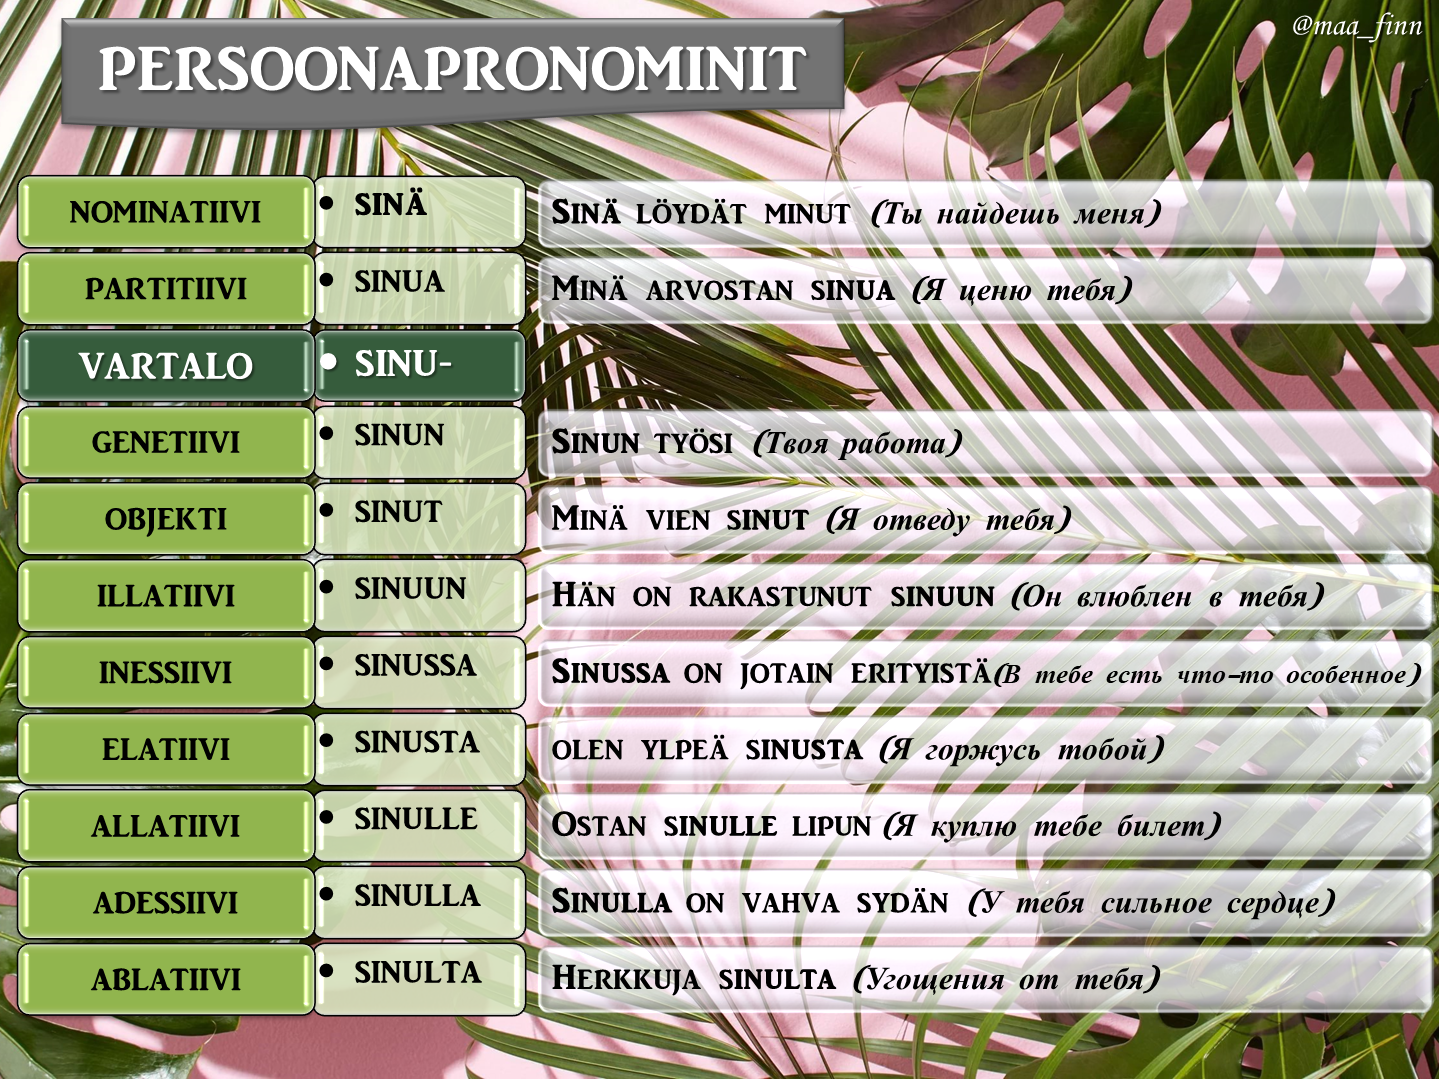 @maa_finn
PERSOONAPRONOMINIT
NOMINATIIVI • SINÄ SINÄ LÖYDÄT MINUT (Ты найдешь меня)
PARTITIIVI • SINUA MINÄ ARVOSTAN SINUA (Я ценю тебя)
VARTALO • SINU-
GENETIIVI • SINUN SINUN TYÖSI (Твоя работа)
OBJEKTI • SINUT MINÄ VIEN SINUT (Я отведу тебя)
ILLATIIVI • SINUUN HÄN ON RAKASTUNUT SINUUN (Он влюблен в тебя)
INESSIIVI • SINUSSA SINUSSA ON JOTAIN ERITYISTÄ(В тебе есть что-то особенное)
ELATIIVI • SINUSTA OLEN YLPEÄ SINUSTA (Я горжусь тобой)
ALLATIIVI • SINULLE OSTAN SINULLE LIPUN (Я куплю тебе билет)
ADESSIIVI • SINULLA SINULLA ON VAHVA SYDÄN (У тебя сильное сердце)
ABLATIIVI • SINULTA HERKKUJA SINULTA (Угощения от тебя)